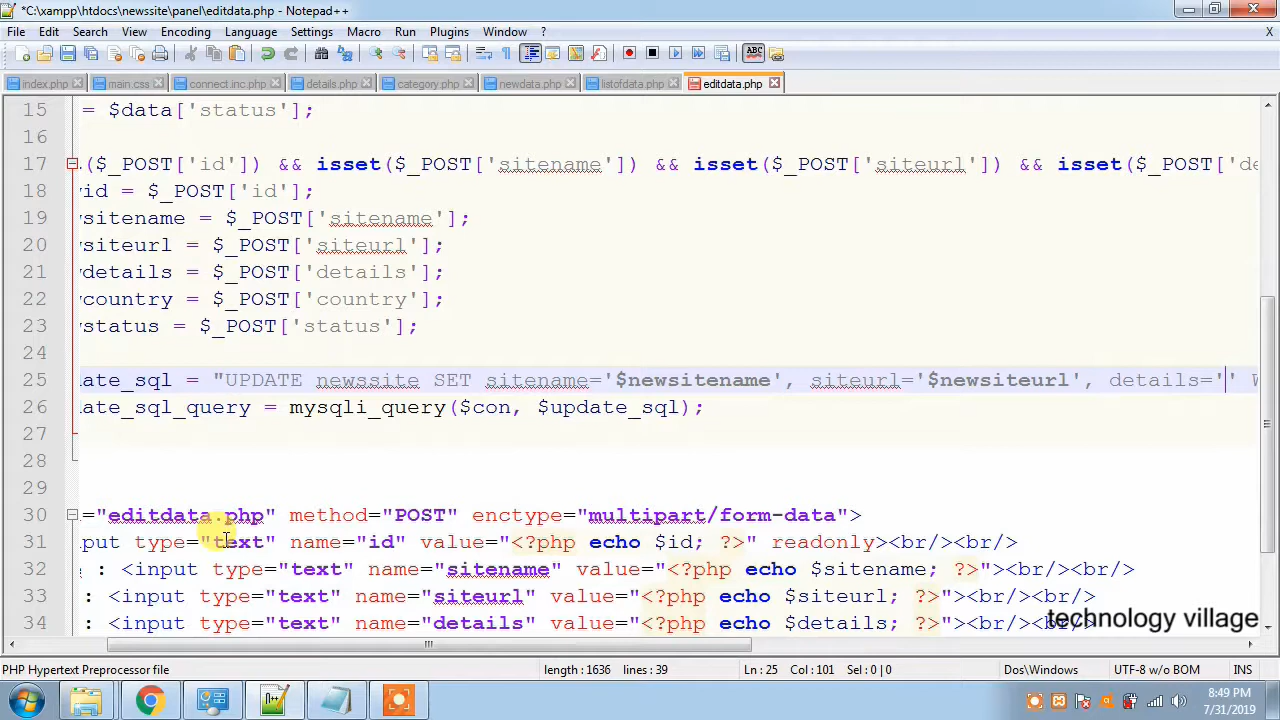 *C:\xampp\htdocs\newssite\panel\editdata.php - Notepad++
File Edit Search View Encoding Language Settings Macro Run Plugins Window ? X
index.php main.css connect.inc.php details.php category.php newdata.php listofdata.php editdata.php
15 = $data['status'];
16
17 .($_POST['id']) && isset($_POST['sitename']) && isset($_POST['siteurl']) && isset($_POST['de
18 vid = $_POST['id'];
19 wsitename = $_POST['sitename'];
20 wsiteurl = $_POST['siteurl'];
21 wdetails = $_POST['details'];
22 wcountry = $_POST['country'];
23 wstatus = $_POST['status'];
24
25 late_sql = "UPDATE newssite SET sitename='$newsitename', siteurl='$newsiteurl', details='' W
26 late_sql_query = mysqli_query($con, $update_sql);
27
28
29
30 ="editdata.php" method="POST" enctype="multipart/form-data">
31 put type="text" name="id" value="<?php echo $id; ?>" readonly><br/><br/>
32 : <input type="text" name="sitename" value="<?php echo $sitename; ?>"><br/><br/>
33 : <input type="text" name="siteurl" value="<?php echo $siteurl; ?>"><br/><br/>
34 : <input type="text" name="details" value="<?php echo $details; ?>"><br/><br/>
technology village
PHP Hypertext Preprocessor file length : 1636 lines : 39 Ln : 25 Col : 101 Sel : 0 | 0 Dos\Windows UTF-8 w/o BOM INS
8:49 PM
7/31/2019